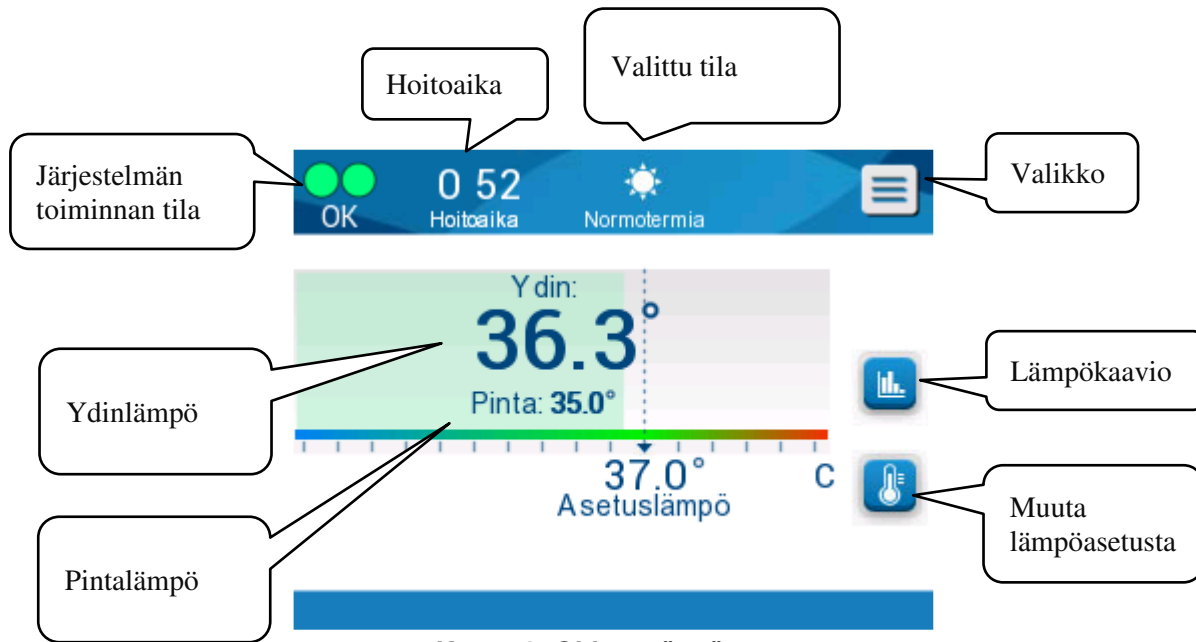 Hoitoaika
Valittu tila
Järjestelmän
toiminnan tila
Valikko
0 52
OK
Hoitoaika
Normotermia
Ydin:
36.3°
Pinta: 35.0°
37.0°
C
Asetuslämpö
Ydinlämpö
Pintalämpö
Lämpökaavio
Muuta
lämpöasetusta